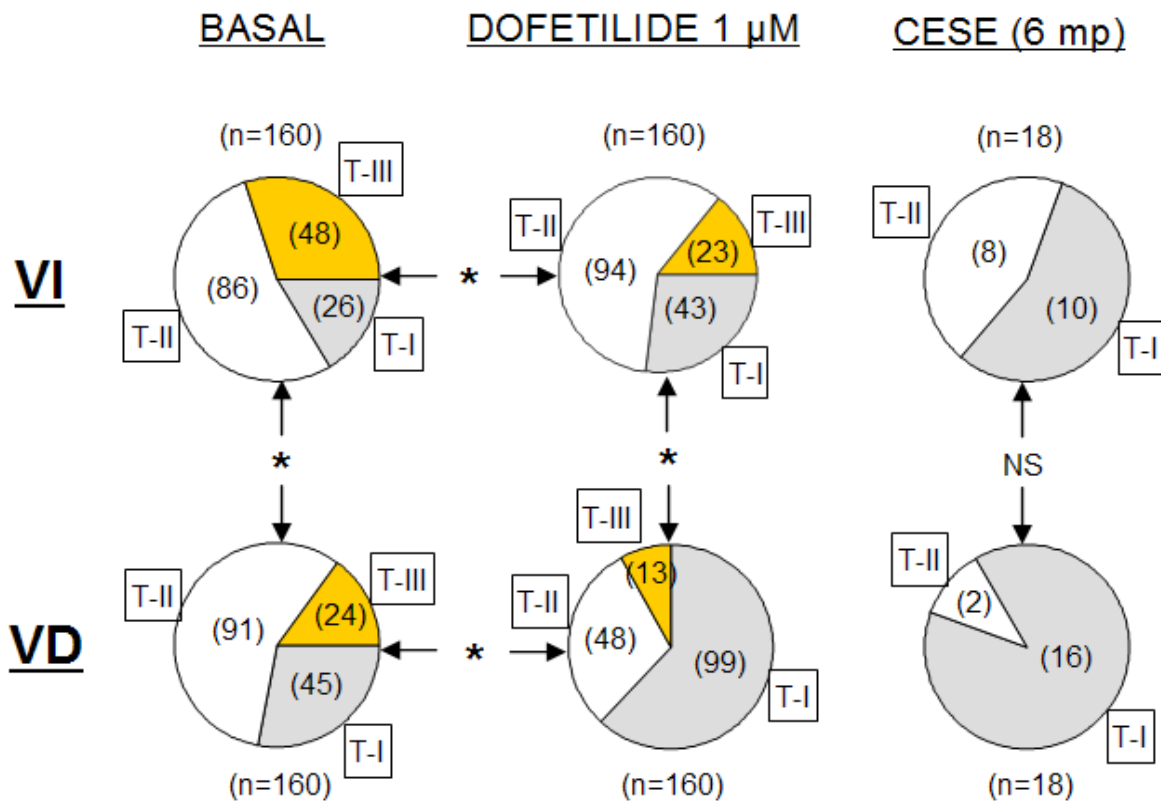 BASAL
DOFETILIDE 1 µM
CESE (6 mp)
(n=160)
(n=160)
(n=18)
VI
T-III
(48)
(86)
(26)
T-II
T-I
*
T-II
T-III
(23)
(94)
(43)
T-I
T-II
(8)
(10)
T-I
*
*
NS
VD
T-II
T-III
(24)
(91)
(45)
T-I
*
T-III
(13)
T-II
(48)
(99)
T-I
T-II
(2)
(16)
T-I
(n=160)
(n=160)
(n=18)